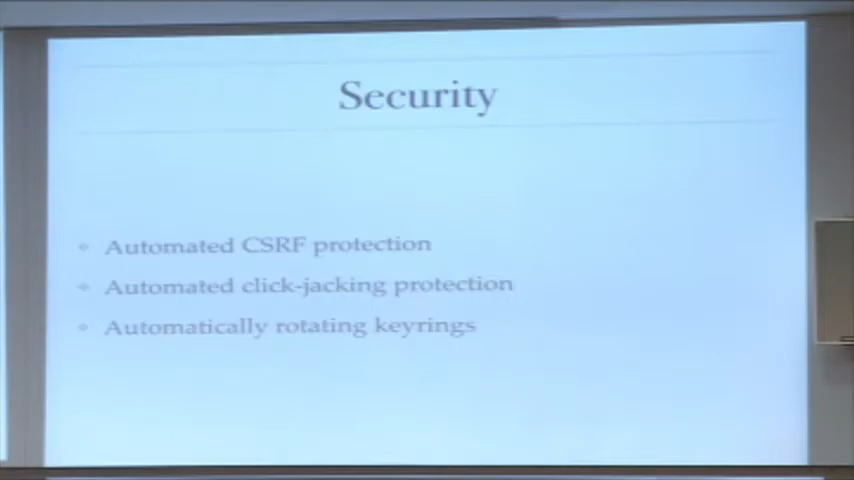 Security
Automated CSRF protection
Automated click-jacking protection
Automatically rotating keyrings